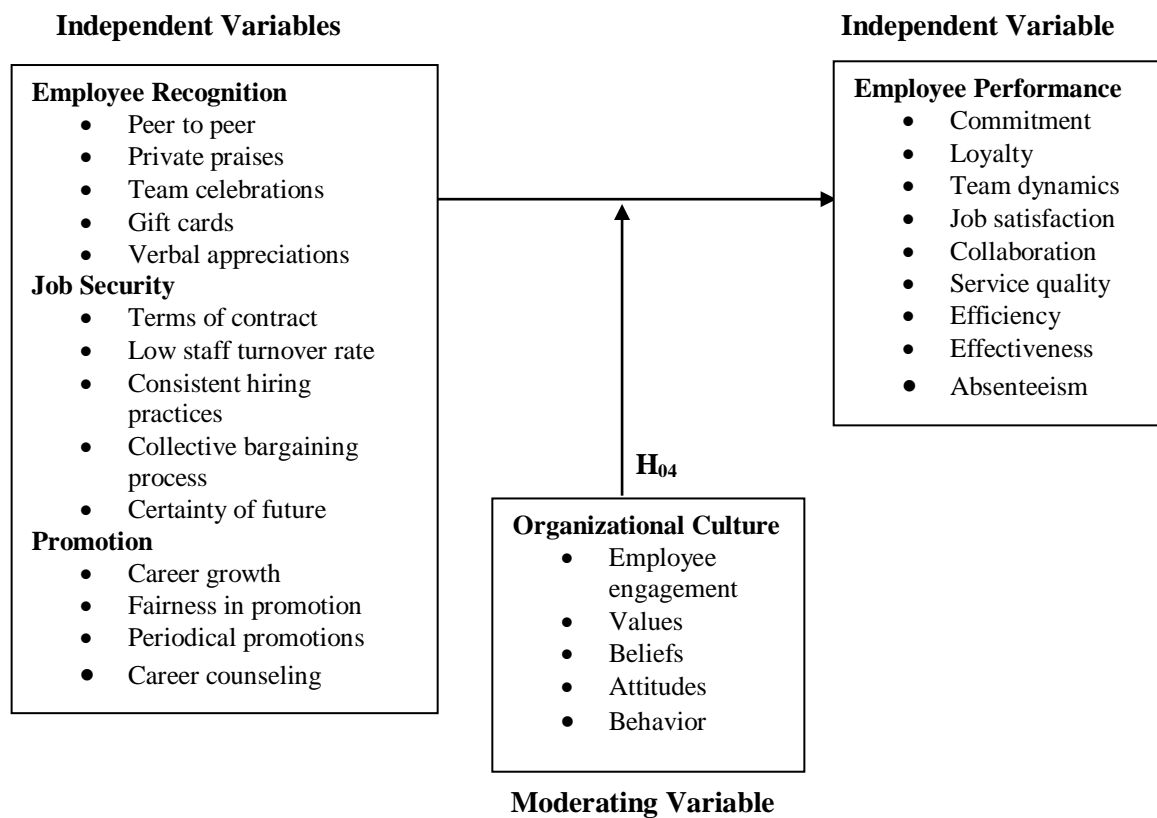 Independent Variables
Employee Recognition
• Peer to peer
• Private praises
• Team celebrations
• Gift cards
• Verbal appreciations
Job Security
• Terms of contract
• Low staff turnover rate
• Consistent hiring
practices
• Collective bargaining
process
• Certainty of future
Promotion
• Career growth
• Fairness in promotion
• Periodical promotions
• Career counseling
Independent Variable
Employee Performance
• Commitment
• Loyalty
• Team dynamics
• Job satisfaction
• Collaboration
• Service quality
• Efficiency
• Effectiveness
• Absenteeism
H04
Organizational Culture
• Employee
engagement
• Values
• Beliefs
• Attitudes
• Behavior
Moderating Variable